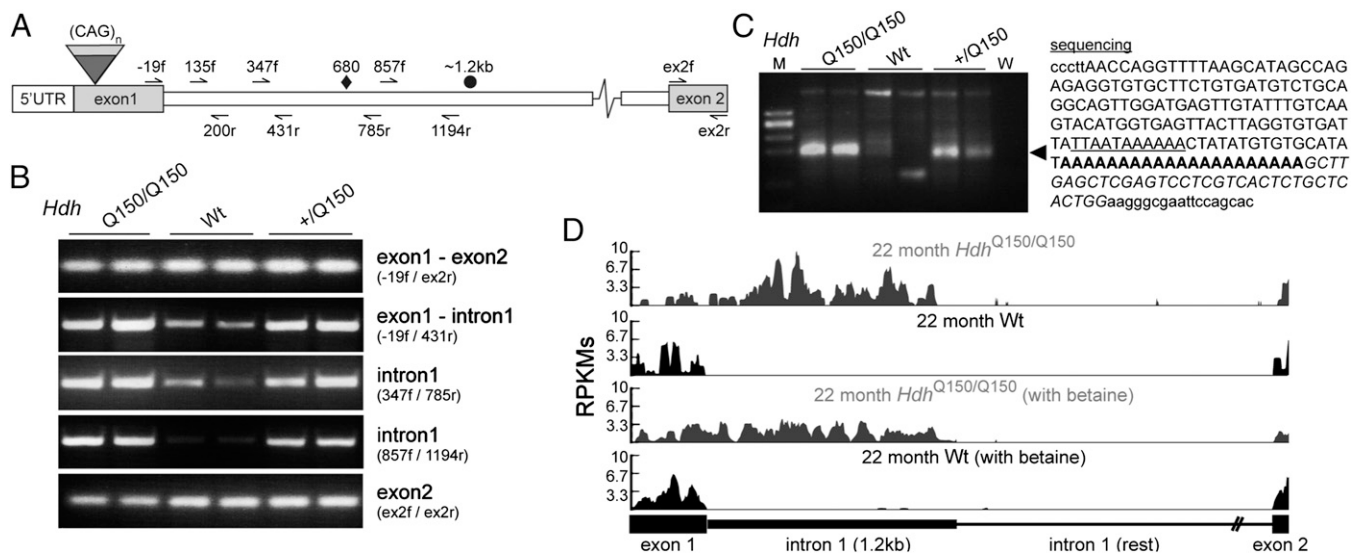 A
(CAG)n
-19f 135f 347f 680 857f ~1.2kb ex2f
5'UTR exon1 exon 2
200r 431r 785r 1194r ex2r
B
Hdh Q150/Q150 Wt +/Q150
exon1 - exon2
(-19f / ex2r)
exon1 - intron1
(-19f / 431r)
intron1
(347f / 785r)
intron1
(857f / 1194r)
exon2
(ex2f / ex2r)
C
Hdh Q150/Q150 Wt +/Q150
M W
sequencing
cccttAACCAGGTTTTAAGCATAGCCAG
AGAGGTGTGCTTCTGTGATGTCTGCA
GGCAGTTGGATGAGTTGTATTTGTCAA
GTACATGGTGAGTTACTTAGGTGTGAT
TATTAATAAAAAACTATATGTGTGCATA
TAAAAAAAAAAAAAAAAAAAAAGCTT
GAGCTCGAGTCCTCGTCACTCTGCTC
ACTGGaagggcgaattccagcac
D
RPKMs
22 month HdhQ150/Q150
10
6.7
3.3
22 month Wt
10
6.7
3.3
22 month HdhQ150/Q150 (with betaine)
10
6.7
3.3
22 month Wt (with betaine)
10
6.7
3.3
exon 1 intron 1 (1.2kb) intron 1 (rest) exon 2